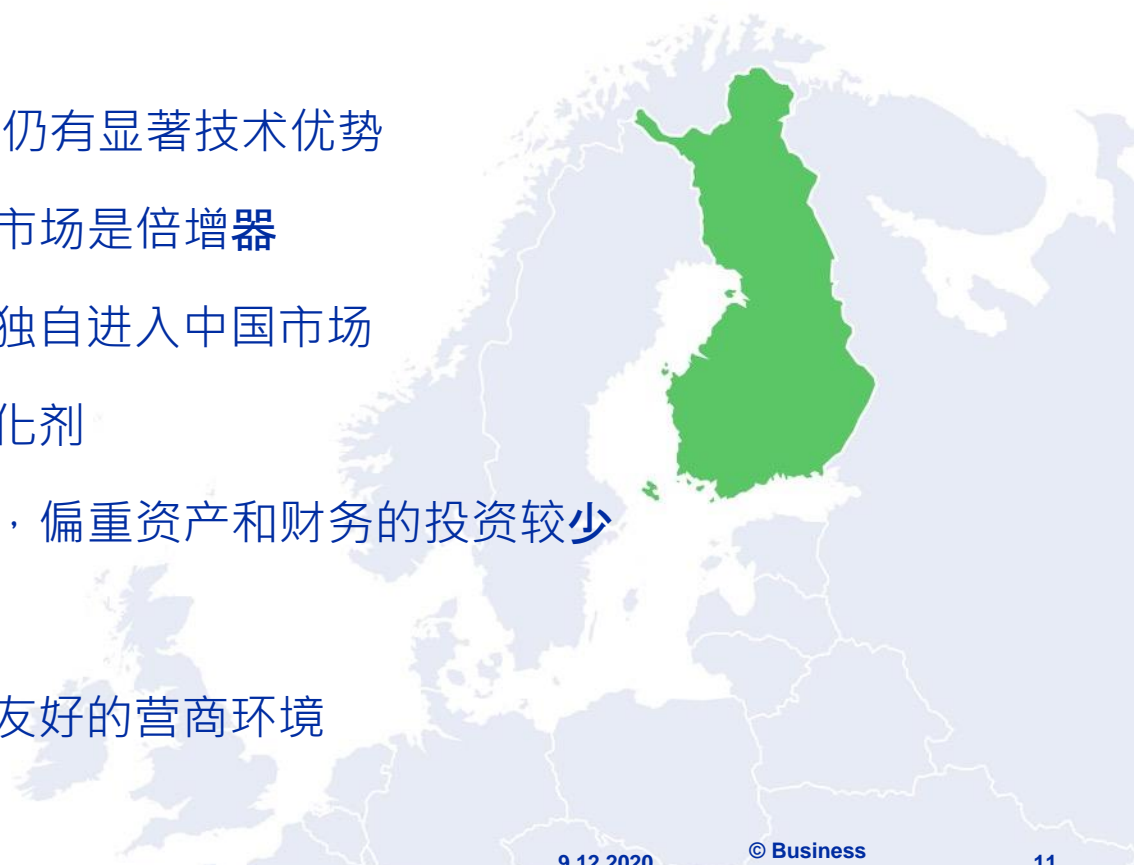 仍有显著技术优势
市场是倍增器
独自进入中国市场
化剂
，偏重资产和财务的投资较少
友好的营商环境
9.12.2020 © Business 11